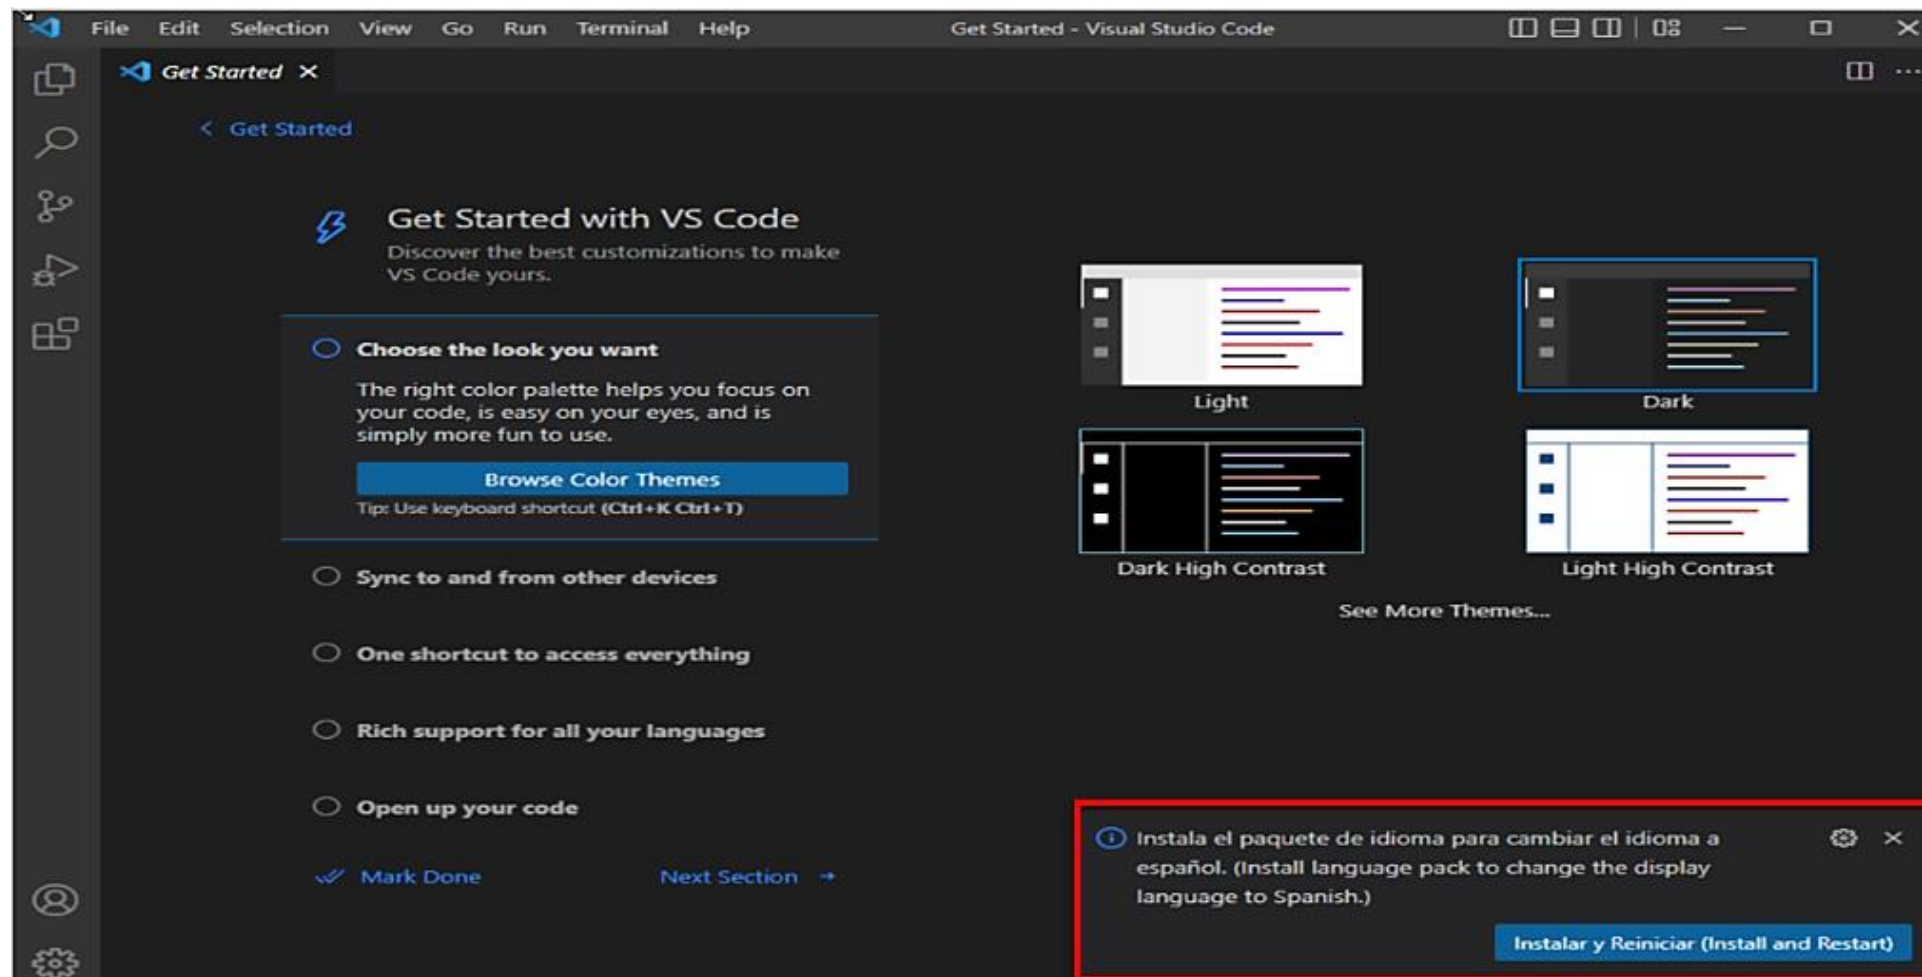 File Edit Selection View Go Run Terminal Help
Get Started - Visual Studio Code
Get Started
Get Started
Get Started with VS Code
Discover the best customizations to make
VS Code yours.
Choose the look you want
The right color palette helps you focus on
your code, is easy on your eyes, and is
simply more fun to use.
Browse Color Themes
Tip: Use keyboard shortcut (Ctrl+K Ctrl+T)
Sync to and from other devices
One shortcut to access everything
Rich support for all your languages
Open up your code
Mark Done
Next Section →
Light
Dark
Dark High Contrast
Light High Contrast
See More Themes...
Instala el paquete de idioma para cambiar el idioma a
español. (Install language pack to change the display
language to Spanish.)
Instalar y Reiniciar (Install and Restart)